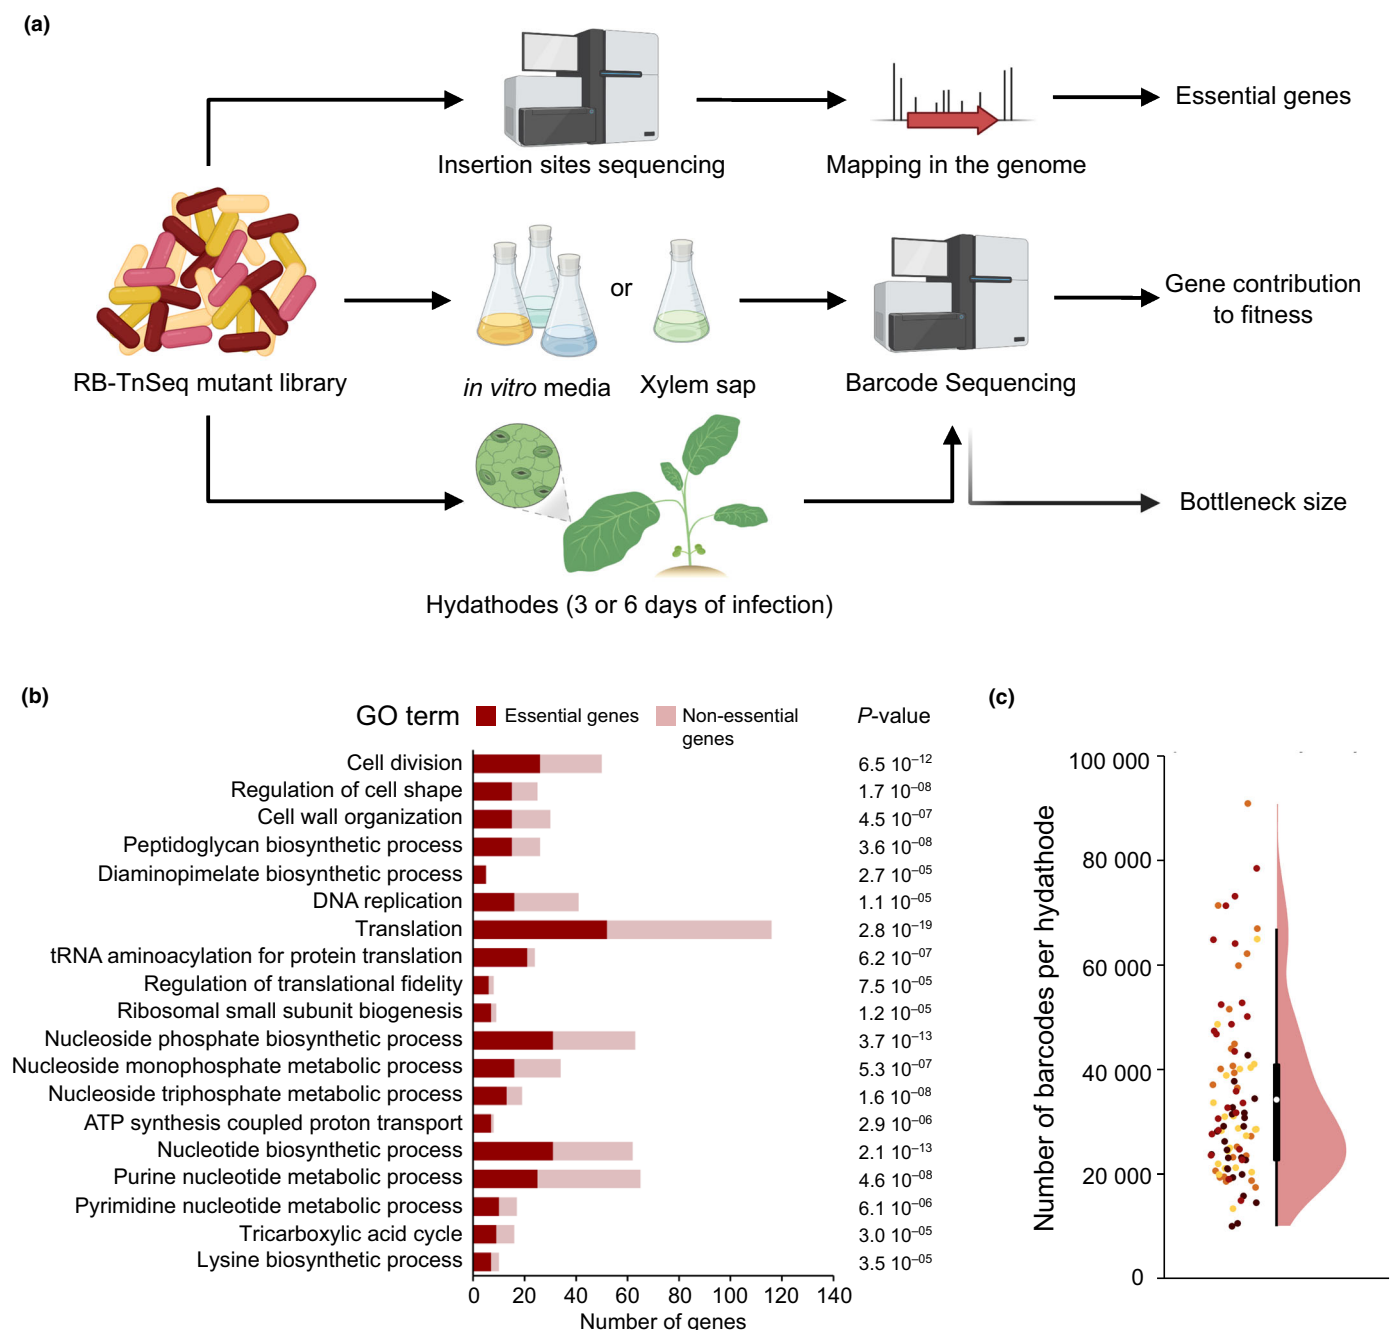 (a)
Insertion sites sequencing
Mapping in the genome
Essential genes
RB-TnSeq mutant library
in vitro media
or
Xylem sap
Barcode Sequencing
Gene contribution
to fitness
Hydathodes (3 or 6 days of infection)
Bottleneck size
(b)
GO term
Essential genes
Non-essential
genes
P-value
Cell division 6.5 10⁻¹²
Regulation of cell shape 1.7 10⁻⁰⁸
Cell wall organization 4.5 10⁻⁰⁷
Peptidoglycan biosynthetic process 3.6 10⁻⁰⁸
Diaminopimelate biosynthetic process 2.7 10⁻⁰⁵
DNA replication 1.1 10⁻⁰⁵
Translation 2.8 10⁻¹⁹
tRNA aminoacylation for protein translation 6.2 10⁻⁰⁷
Regulation of translational fidelity 7.5 10⁻⁰⁵
Ribosomal small subunit biogenesis 1.2 10⁻⁰⁵
Nucleoside phosphate biosynthetic process 3.7 10⁻¹³
Nucleoside monophosphate metabolic process 5.3 10⁻⁰⁷
Nucleoside triphosphate metabolic process 1.6 10⁻⁰⁸
ATP synthesis coupled proton transport 2.9 10⁻⁰⁶
Nucleotide biosynthetic process 2.1 10⁻¹³
Purine nucleotide metabolic process 4.6 10⁻⁰⁸
Pyrimidine nucleotide metabolic process 6.1 10⁻⁰⁶
Tricarboxylic acid cycle 3.0 10⁻⁰⁵
Lysine biosynthetic process 3.5 10⁻⁰⁵
0 20 40 60 80 100 120 140
Number of genes
(c)
Number of barcodes per hydathode
100 000
80 000
60 000
40 000
20 000
0